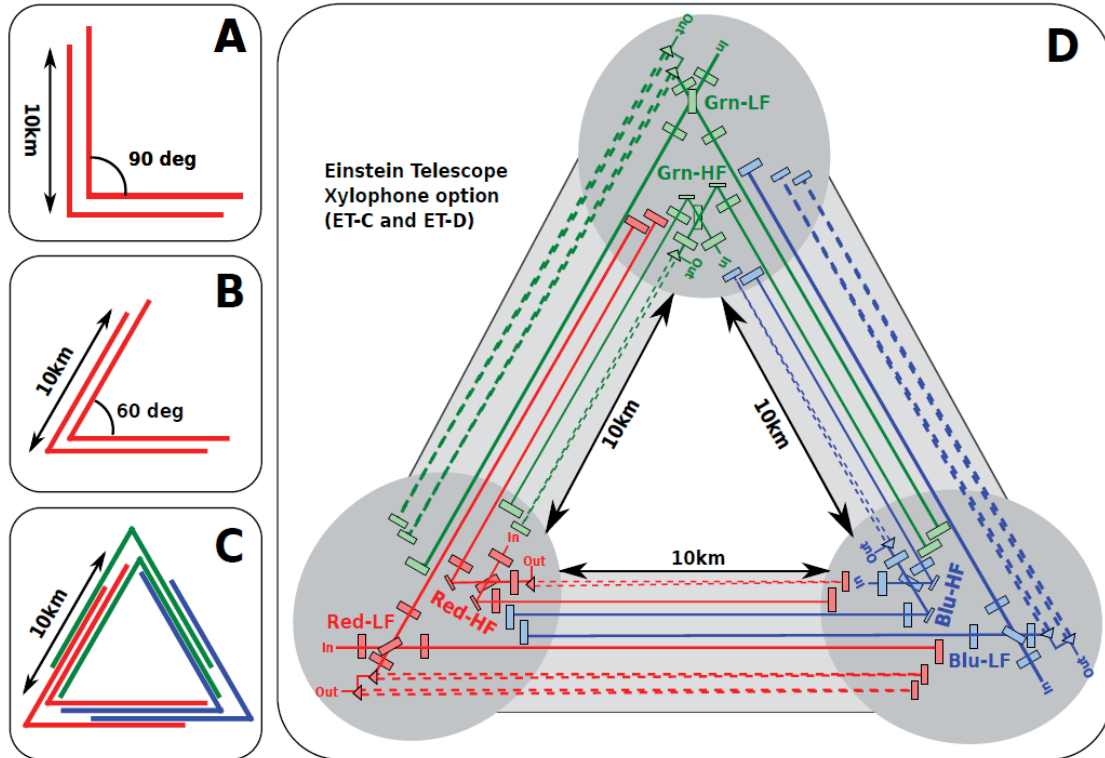 A
10km
90 deg
B
10km
60 deg
C
10km
D
Einstein Telescope
Xylophone option
(ET-C and ET-D)
Out
In
Grn-LF
Grn-HF
Out
In
10km
10km
10km
In
Out
Red-HF
Red-LF
In
Out
Out
In
Blu-HF
Blu-LF
In
Out